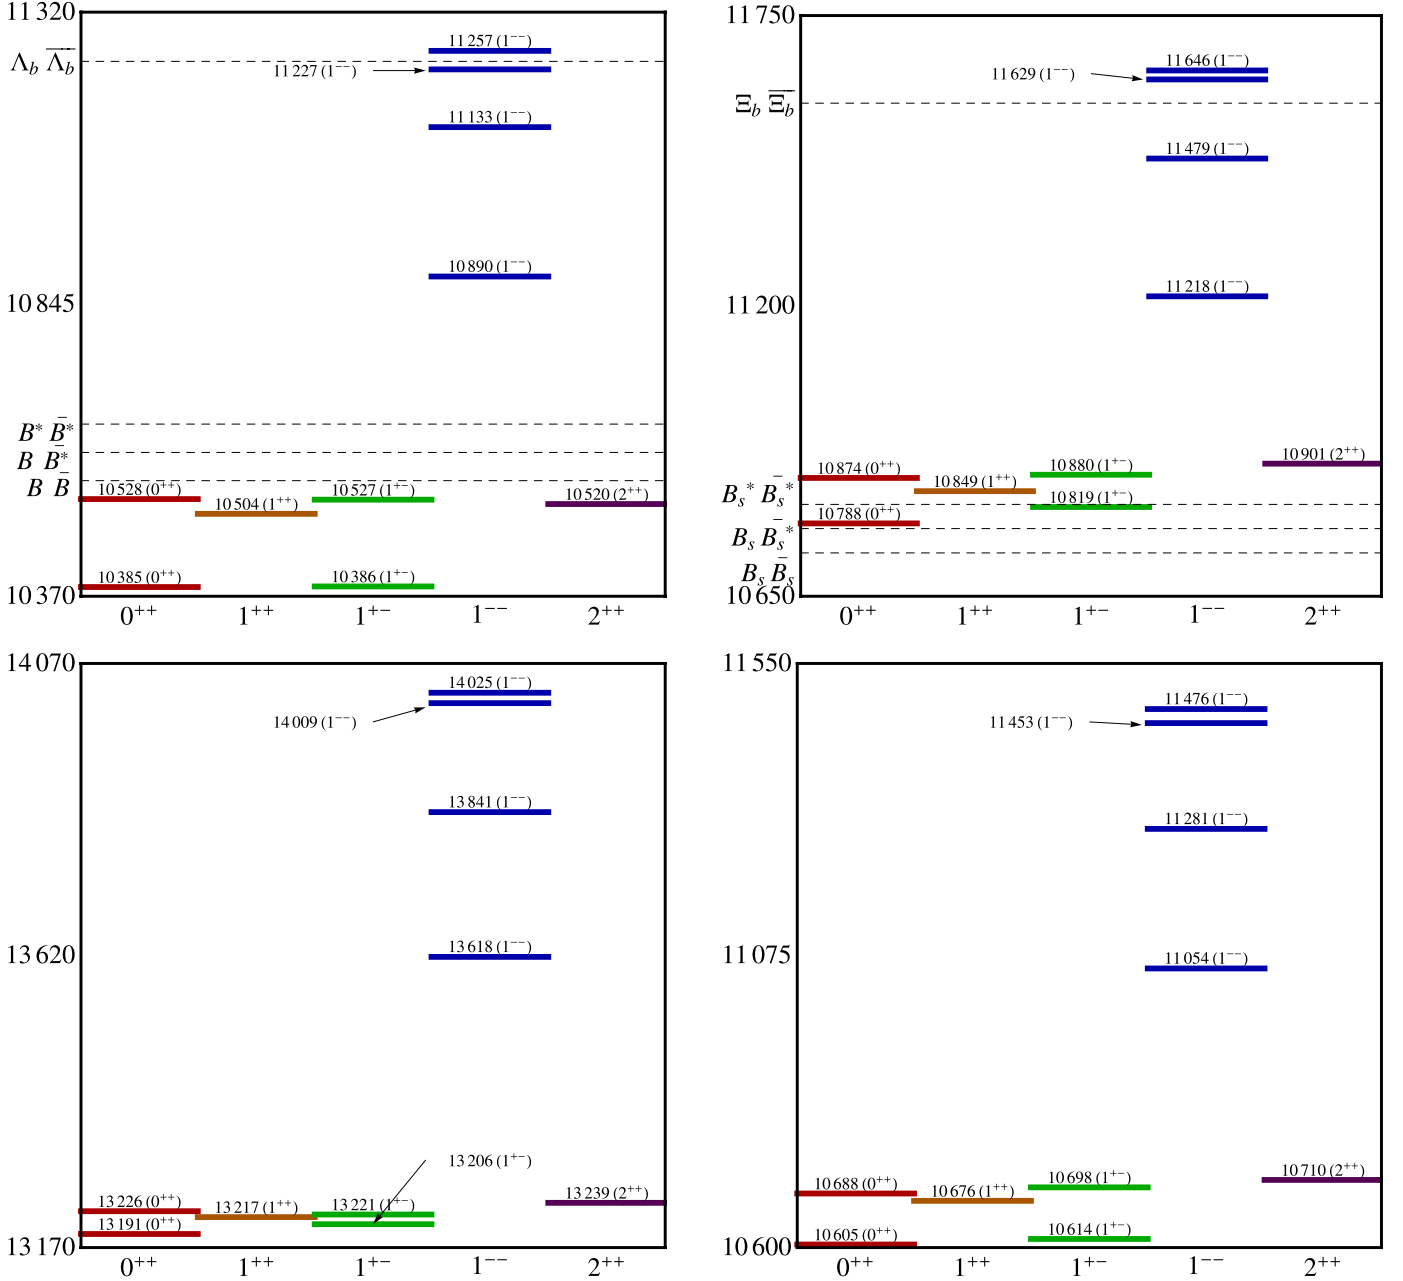 11 320
Λb Λ̅b
11 257 (1⁻⁻)
11 227 (1⁻⁻)
11 133 (1⁻⁻)
10 890 (1⁻⁻)
10 845
B* B̄*
B B̄*
B B̄
10 528 (0⁺⁺)
10 504 (1⁺⁺)
10 527 (1⁺⁻)
10 520 (2⁺⁺)
10 385 (0⁺⁺)
10 386 (1⁺⁻)
10 370
0⁺⁺ 1⁺⁺ 1⁺⁻ 1⁻⁻ 2⁺⁺
11 750
11 646 (1⁻⁻)
11 629 (1⁻⁻)
Ξb Ξ̅b
11 479 (1⁻⁻)
11 218 (1⁻⁻)
11 200
10 874 (0⁺⁺)
10 849 (1⁺⁺)
10 880 (1⁺⁻)
10 901 (2⁺⁺)
Bs* B̄s*
10 819 (1⁺⁻)
10 788 (0⁺⁺)
Bs B̄s*
Bs B̄s
10 650
0⁺⁺ 1⁺⁺ 1⁺⁻ 1⁻⁻ 2⁺⁺
14 070
14 025 (1⁻⁻)
14 009 (1⁻⁻)
13 841 (1⁻⁻)
13 618 (1⁻⁻)
13 620
13 206 (1⁺⁻)
13 226 (0⁺⁺)
13 217 (1⁺⁺)
13 221 (1⁺⁻)
13 239 (2⁺⁺)
13 191 (0⁺⁺)
13 170
0⁺⁺ 1⁺⁺ 1⁺⁻ 1⁻⁻ 2⁺⁺
11 550
11 476 (1⁻⁻)
11 453 (1⁻⁻)
11 281 (1⁻⁻)
11 054 (1⁻⁻)
11 075
10 688 (0⁺⁺)
10 676 (1⁺⁺)
10 698 (1⁺⁻)
10 710 (2⁺⁺)
10 605 (0⁺⁺)
10 614 (1⁺⁻)
10 600
0⁺⁺ 1⁺⁺ 1⁺⁻ 1⁻⁻ 2⁺⁺